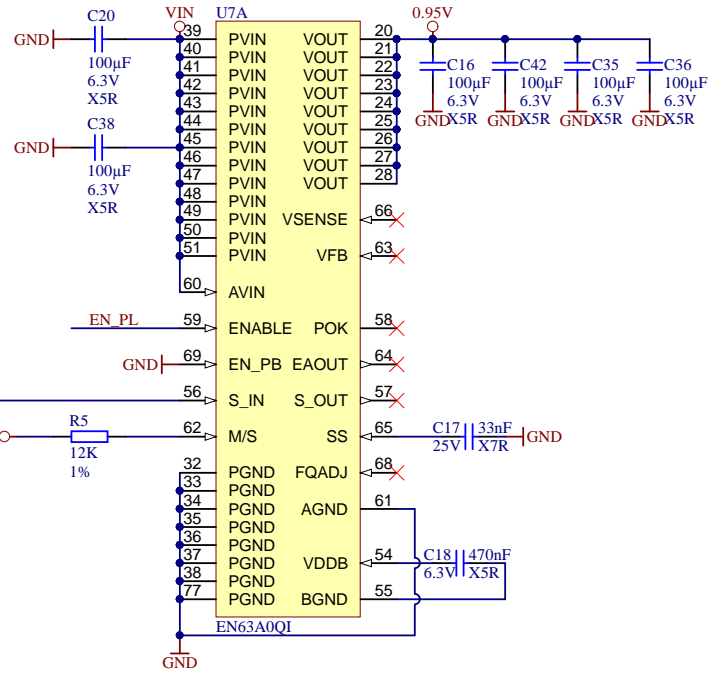 C20 VIN U7A 0.95V
GND 39 PVIN VOUT 20
100µF 40 PVIN VOUT 21 C16 C42 C35 C36
6.3V 41 PVIN VOUT 22 100µF 100µF 100µF 100µF
X5R 42 PVIN VOUT 23 6.3V 6.3V 6.3V 6.3V
43 PVIN VOUT 24 GND X5R GND X5R GND X5R GND X5R
C38 44 PVIN VOUT 25
GND 45 PVIN VOUT 26
100µF 46 PVIN VOUT 27
6.3V 47 PVIN VOUT 28
X5R 48 PVIN
49 PVIN VSENSE 66
50 PVIN
51 PVIN VFB 63
60 AVIN
EN_PL 59 ENABLE POK 58
GND 69 EN_PB EAOUT 64
56 S_IN S_OUT 57
R5 62 M/S SS 65 C17 33nF GND
12K 25V X7R
1%
32 PGND FQADJ 68
33 PGND
34 PGND AGND 61
35 PGND
36 PGND
37 PGND VDDB 54 C18 470nF
38 PGND 6.3V X5R
77 PGND BGND 55
EN63A0QI
GND